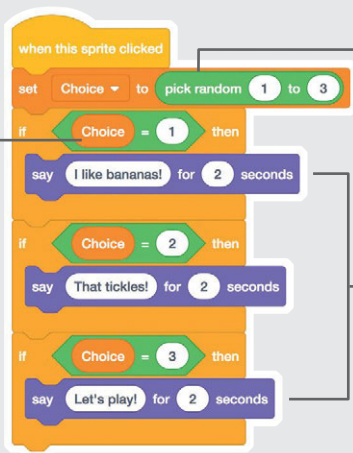 when this sprite clicked
set Choice to pick random 1 to 3
if Choice = 1 then
say I like bananas! for 2 seconds
if Choice = 2 then
say That tickles! for 2 seconds
if Choice = 3 then
say Let's play! for 2 seconds